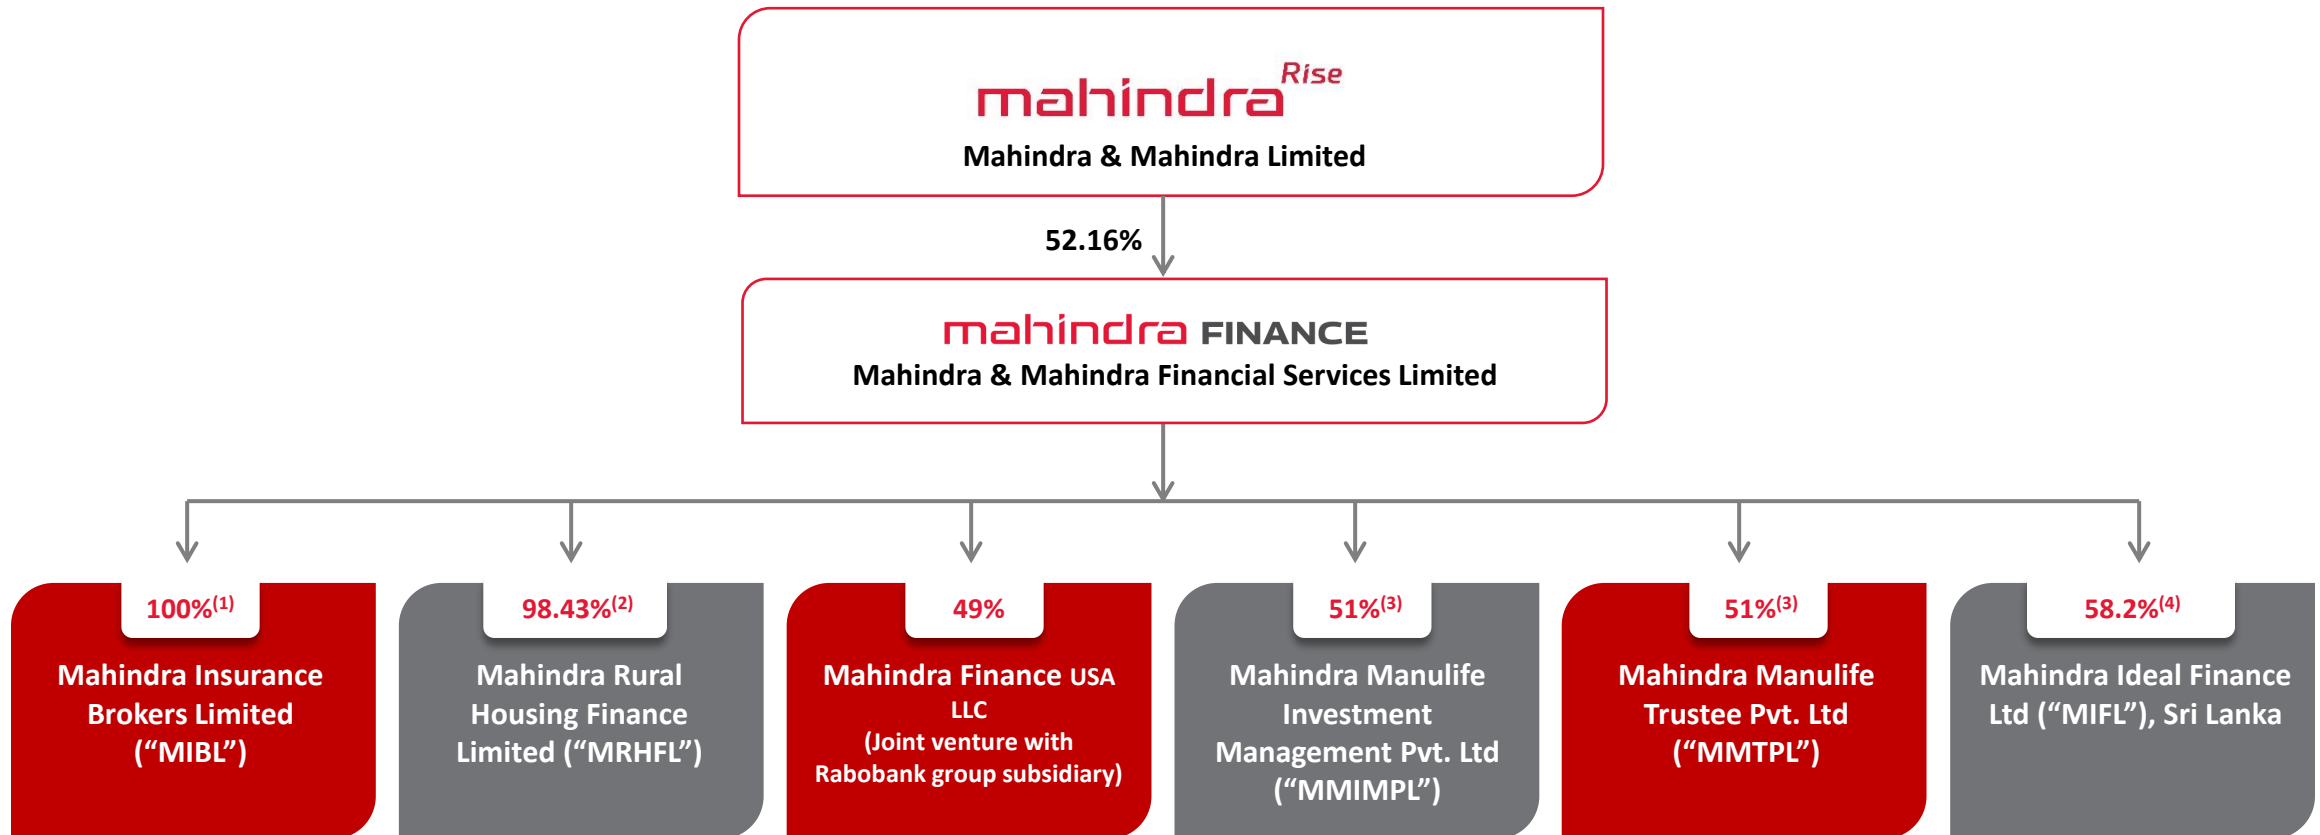 mahindra Rise
Mahindra & Mahindra Limited
52.16%
mahindra FINANCE
Mahindra & Mahindra Financial Services Limited
100%(1)
Mahindra Insurance
Brokers Limited
(“MIBL”)
98.43%(2)
Mahindra Rural
Housing Finance
Limited (“MRHFL”)
49%
Mahindra Finance USA
LLC
(Joint venture with
Rabobank group subsidiary)
51%(3)
Mahindra Manulife
Investment
Management Pvt. Ltd
(“MMIMPL”)
51%(3)
Mahindra Manulife
Trustee Pvt. Ltd
(“MMTPL”)
58.2%(4)
Mahindra Ideal Finance
Ltd (“MIFL”), Sri Lanka